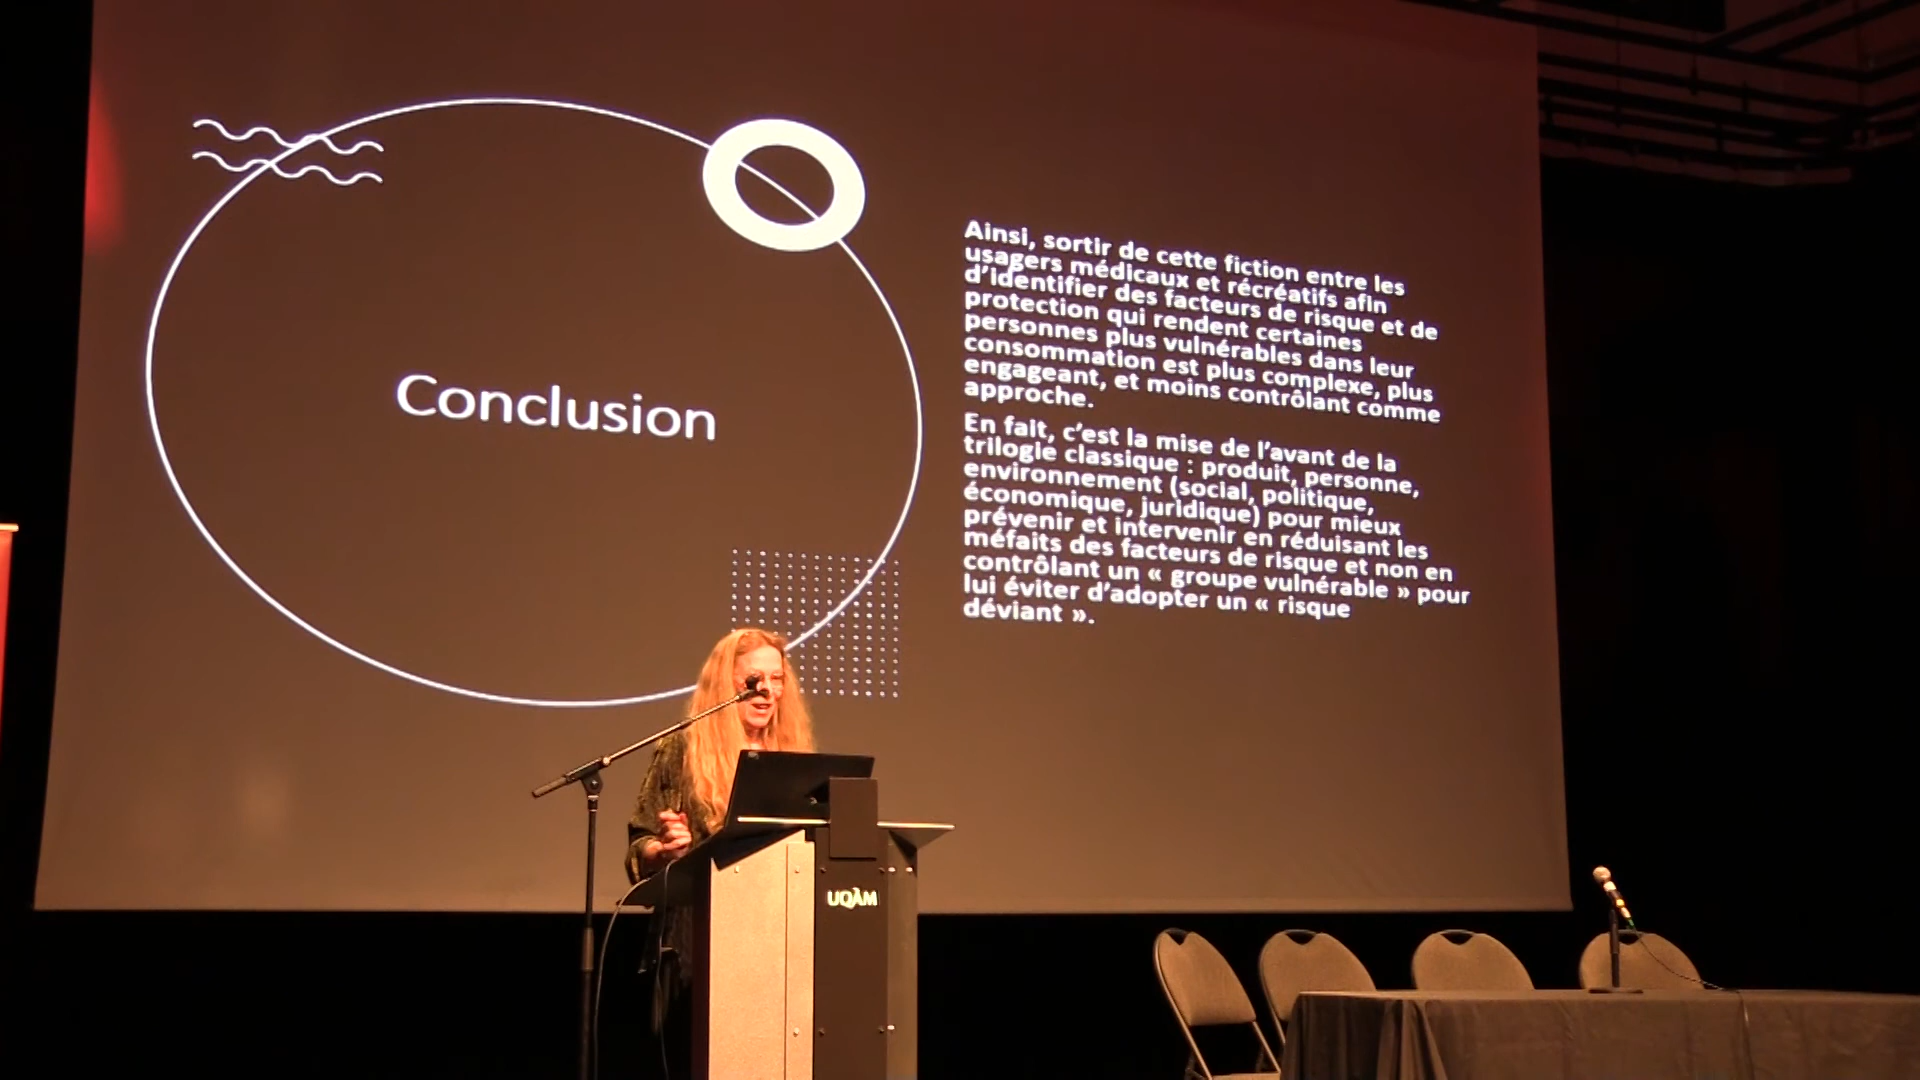 Conclusion
Ainsi, sortir de cette fiction entre les
usagers médicaux et récréatifs afin
d'identifier des facteurs de risque et de
protection qui rendent certaines
personnes plus vulnérables dans leur
consommation est plus complexe, plus
engageant, et moins contrôlant comme
approche.
En fait, c'est la mise de l'avant de la
trilogie classique : produit, personne,
environnement (social, politique,
économique, juridique) pour mieux
prévenir et intervenir en réduisant les
méfaits des facteurs de risque et non en
contrôlant un « groupe vulnérable » pour
lui éviter d'adopter un « risque
déviant ».
UQÀM